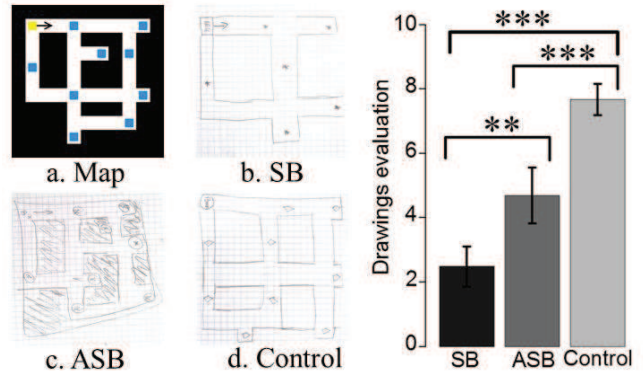 a. Map
b. SB
c. ASB
d. Control
Drawings evaluation
10
8
6
4
2
0
***
***
**
SB
ASB
Control